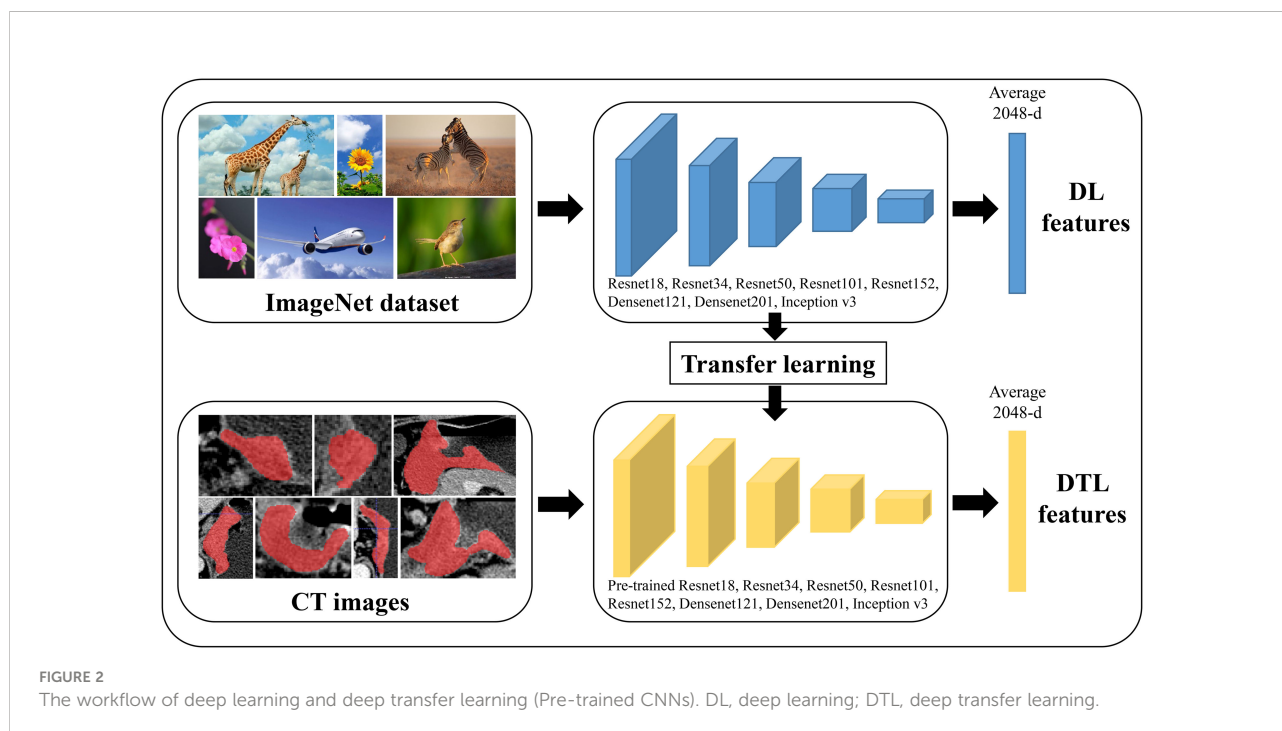 Average
2048-d
DL
features
ImageNet dataset
Resnet18, Resnet34, Resnet50, Resnet101, Resnet152,
Densenet121, Densenet201, Inception v3
Transfer learning
Average
2048-d
DTL
features
CT images
Pre-trained Resnet18, Resnet34, Resnet50, Resnet101,
Resnet152, Densenet121, Densenet201, Inception v3
FIGURE 2
The workflow of deep learning and deep transfer learning (Pre-trained CNNs). DL, deep learning; DTL, deep transfer learning.